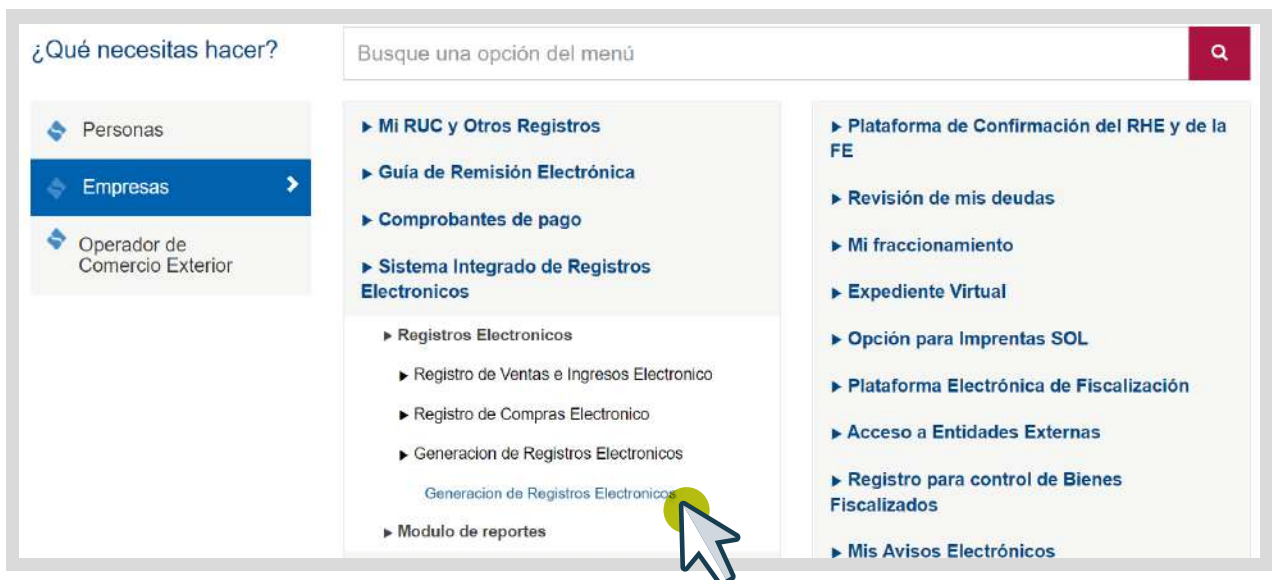 ¿Qué necesitas hacer?
Busque una opción del menú
Personas
Empresas
Operador de
Comercio Exterior
▶ Mi RUC y Otros Registros
▶ Guía de Remisión Electrónica
▶ Comprobantes de pago
▶ Sistema Integrado de Registros
Electronicos
▶ Registros Electronicos
▶ Registro de Ventas e Ingresos Electronico
▶ Registro de Compras Electronico
▶ Generacion de Registros Electronicos
Generacion de Registros Electronicos
▶ Modulo de reportes
▶ Plataforma de Confirmación del RHE y de la
FE
▶ Revisión de mis deudas
▶ Mi fraccionamiento
▶ Expediente Virtual
▶ Opción para Imprentas SOL
▶ Plataforma Electrónica de Fiscalización
▶ Acceso a Entidades Externas
▶ Registro para control de Bienes
Fiscalizados
▶ Mis Avisos Electrónicos